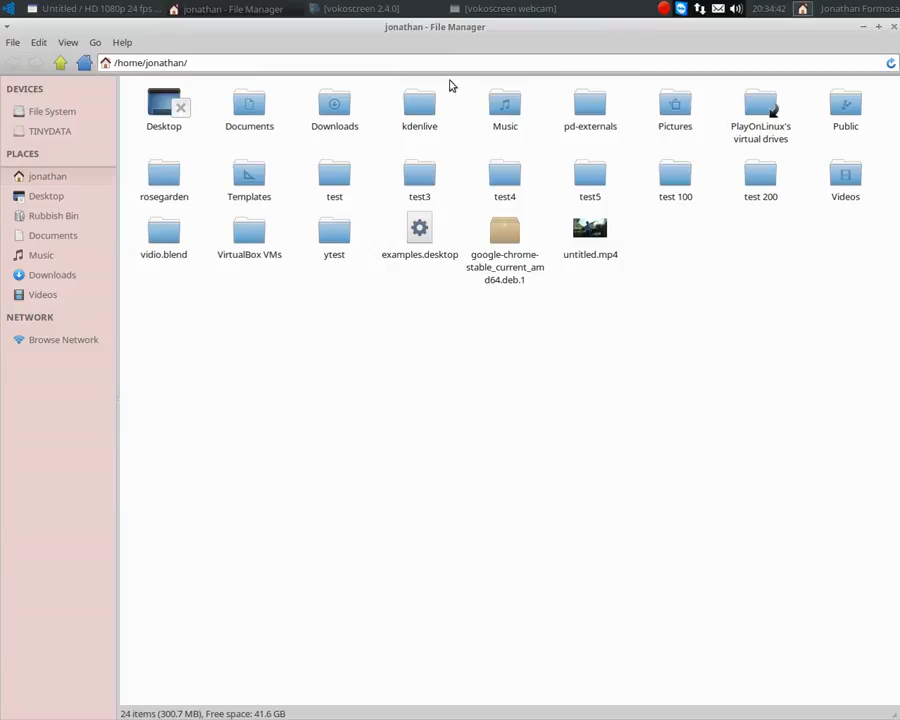 Untitled / HD 1080p 24 fps ...
jonathan - File Manager
[vokoscreen 2.4.0]
[vokoscreen webcam]
20:34:42
Jonathan Formosa
jonathan - File Manager
File Edit View Go Help
/home/jonathan/
DEVICES
File System
TINYDATA
PLACES
jonathan
Desktop
Rubbish Bin
Documents
Music
Downloads
Videos
NETWORK
Browse Network
Desktop
Documents
Downloads
kdenlive
Music
pd-externals
Pictures
PlayOnLinux's
virtual drives
Public
rosegarden
Templates
test
test3
test4
test5
test 100
test 200
Videos
vidio.blend
VirtualBox VMs
ytest
examples.desktop
google-chrome-
stable_current_am
d64.deb.1
untitled.mp4
24 items (300.7 MB), Free space: 41.6 GB